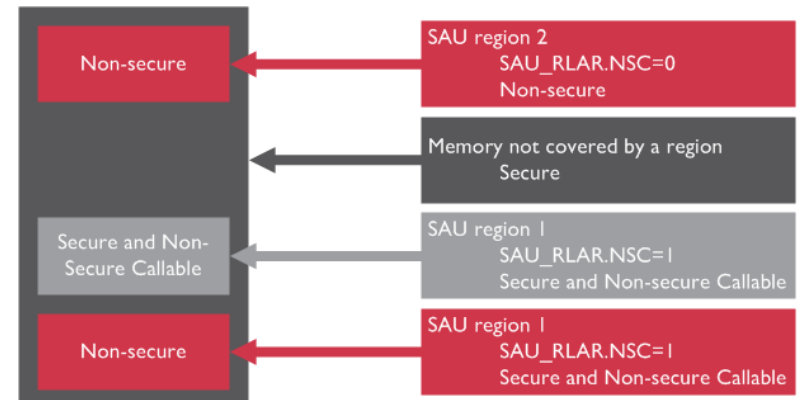 Non-secure
SAU region 2
SAU_RLAR.NSC=0
Non-secure
Memory not covered by a region
Secure
Secure and Non-
Secure Callable
SAU region 1
SAU_RLAR.NSC=1
Secure and Non-secure Callable
Non-secure
SAU region 1
SAU_RLAR.NSC=1
Secure and Non-secure Callable